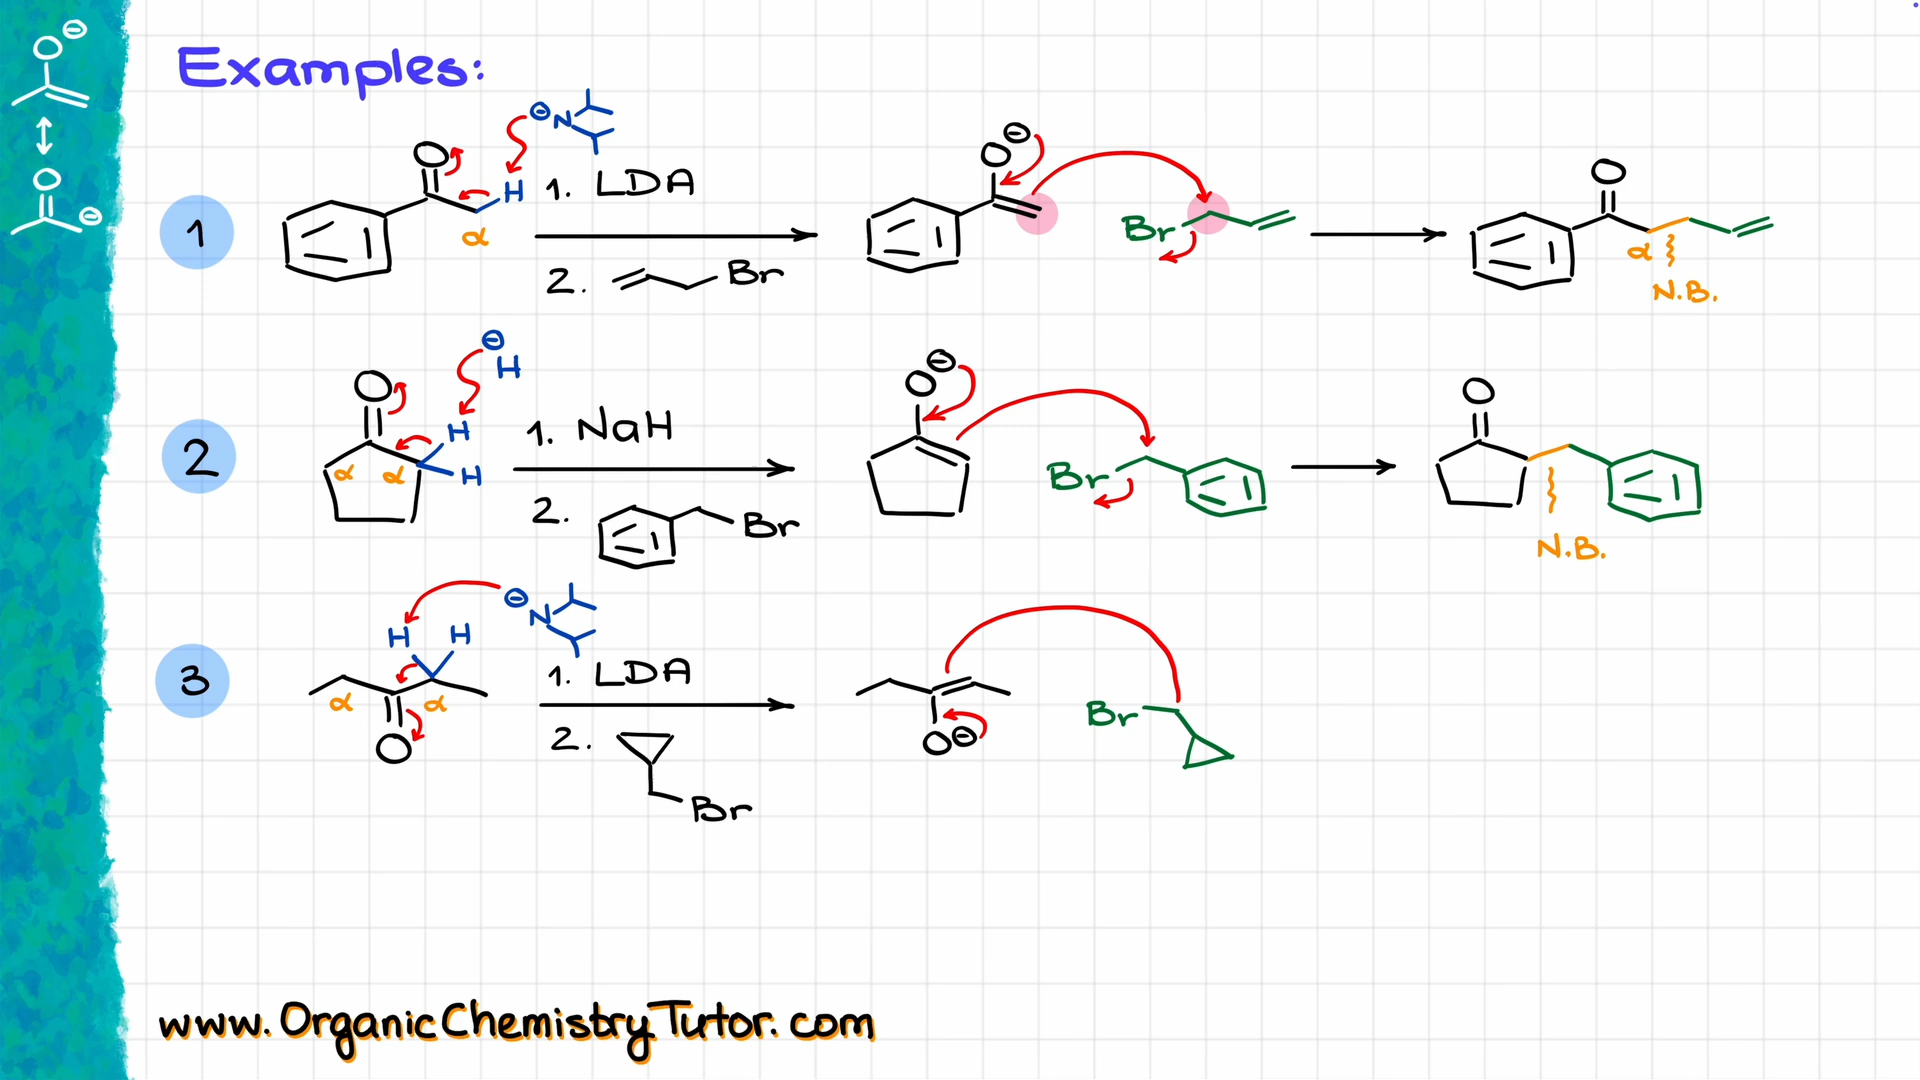 Examples:
O⊖
O
⊖
1
O
H
α
⊖N
1. LDA
2. Br
O⊖
Br
O
α
N.B.
2
O
α
α
H
H
⊖
H
1. NaH
2. Br
O⊖
Br
O
N.B.
3
H
H
⊖N
α
α
O
1. LDA
2.
Br
O⊖
Br
www.OrganicChemistryTutor.com